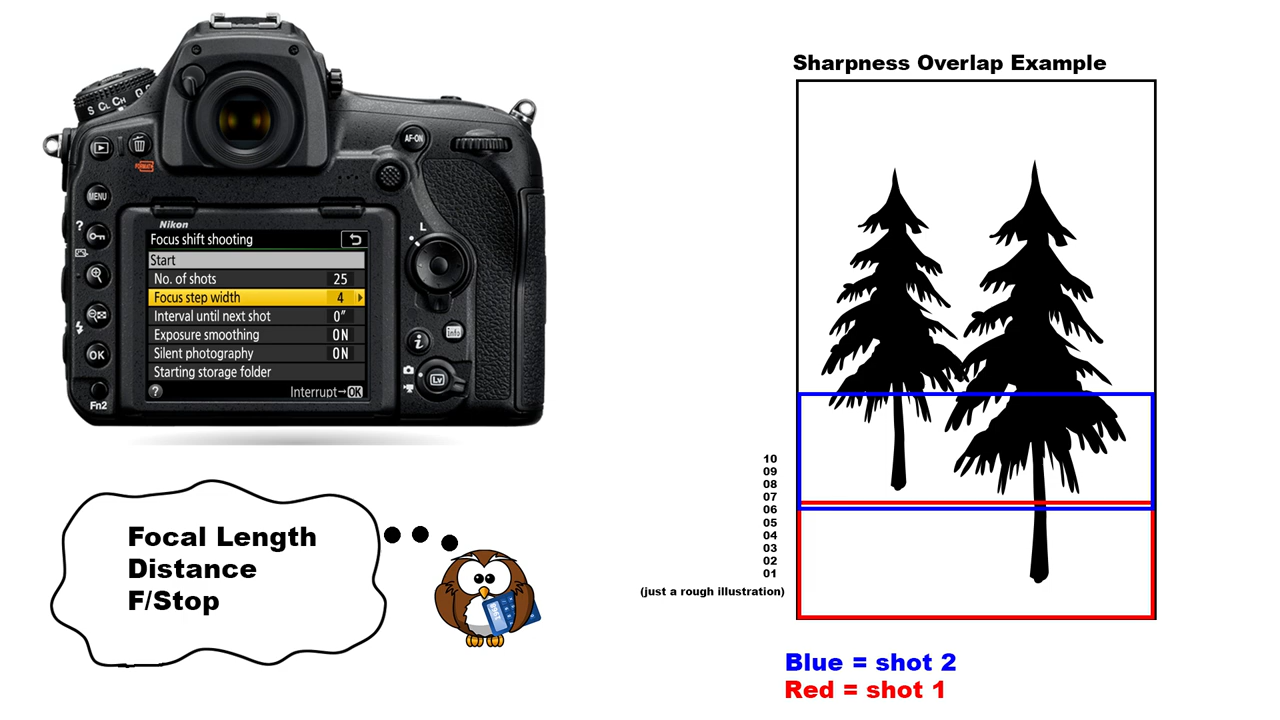 Sharpness Overlap Example
S CL CH Q
AF-ON
FORMAT
MENU
?
L
Nikon
Focus shift shooting
Start
No. of shots 25
Focus step width 4
Interval until next shot 0"
Exposure smoothing ON
Silent photography ON
Starting storage folder
? Interrupt→OK
info
i
OK
Lv
Fn2
10
09
08
07
06
05
04
03
02
01
(just a rough illustration)
Focal Length
Distance
F/Stop
Blue = shot 2
Red = shot 1